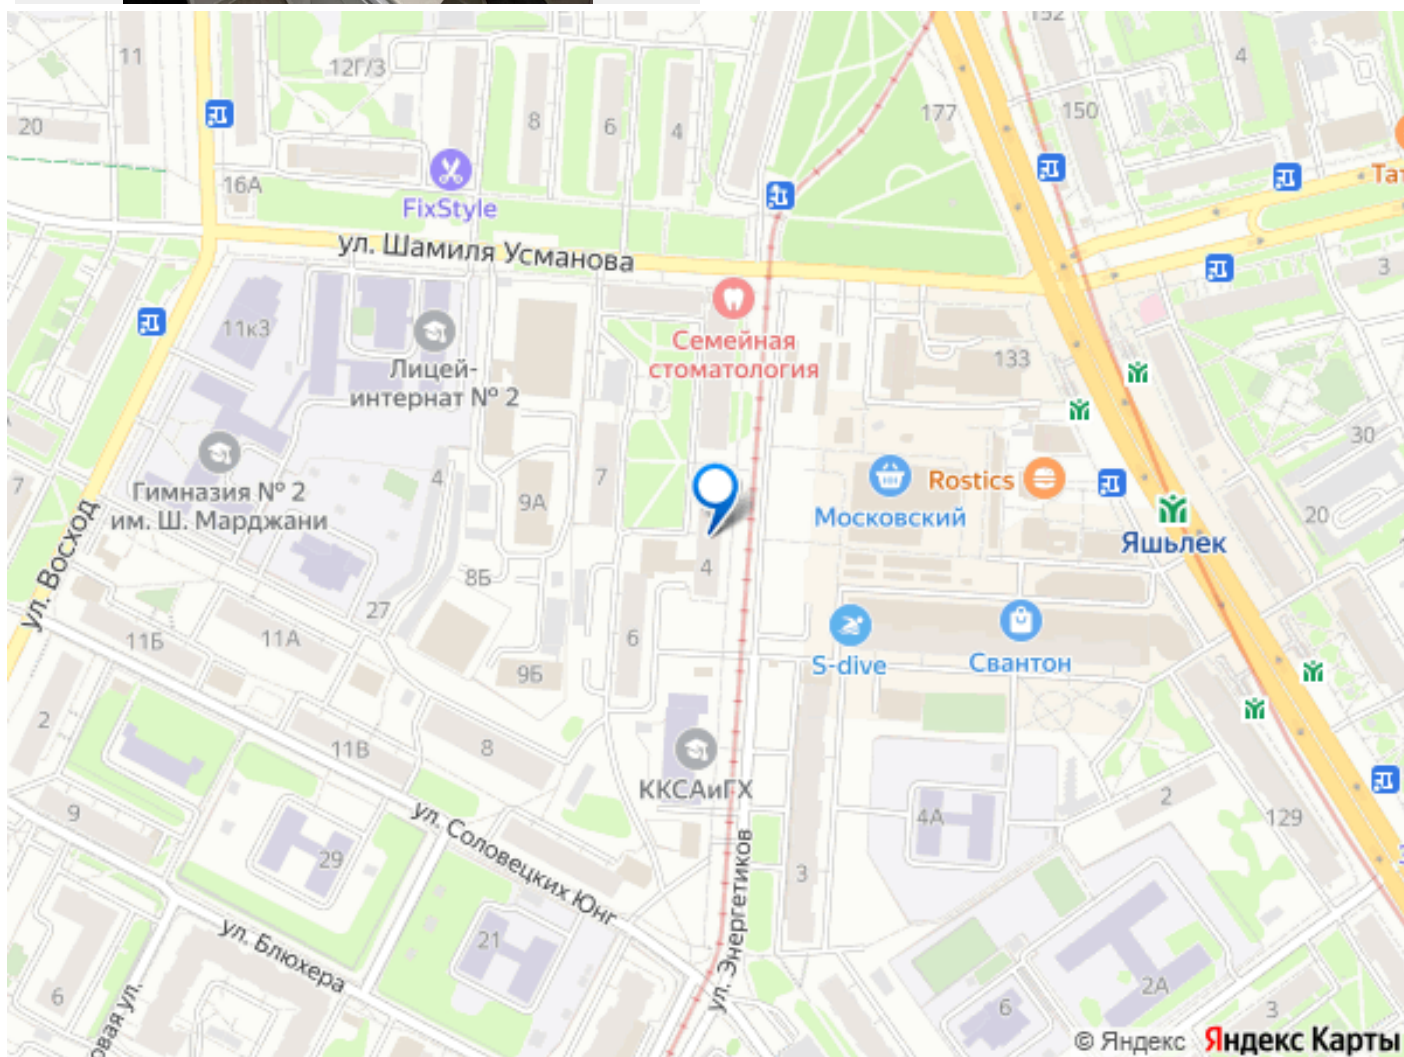 152
11
12Г/3
4
177
150
20
8
6
4
16А
FixStyle
ул. Шамиля Усманова
3
11к3
Лицей-
интернат № 2
Семейная
стоматология
133
30
7
Гимназия № 2
им. Ш. Марджани
4
9А
7
Московский
Rostics
20
Яшьлек
ул. Восход
8Б
4
27
11Б
11А
6
9Б
S-dive
Свантон
2
11В
8
ККСАиГХ
2
4А
129
9
29
ул. Соловецких Юнг
3
ул. Энергетиков
ул. Блюхера
21
6
2А
6
3
© Яндекс Яндекс Карты